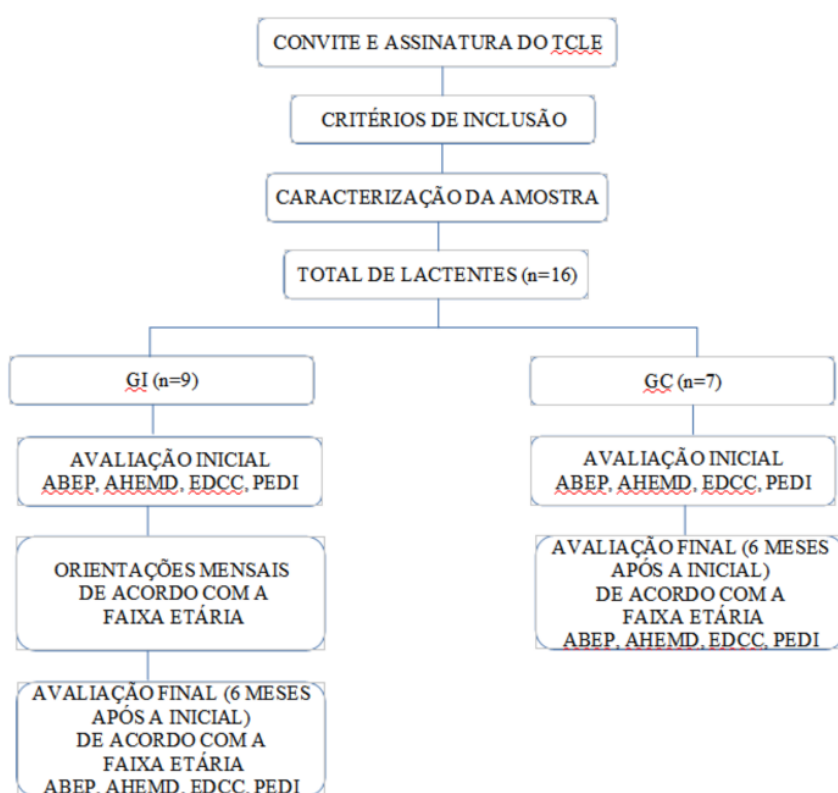 CONVITE E ASSINATURA DO TCLE
CRITÉRIOS DE INCLUSÃO
CARACTERIZAÇÃO DA AMOSTRA
TOTAL DE LACTENTES (n=16)
GI (n=9)
GC (n=7)
AVALIAÇÃO INICIAL
ABEP, AHEMD, EDCC, PEDI
AVALIAÇÃO INICIAL
ABEP, AHEMD, EDCC, PEDI
ORIENTAÇÕES MENSAIS
DE ACORDO COM A
FAIXA ETÁRIA
AVALIAÇÃO FINAL (6 MESES
APÓS A INICIAL)
DE ACORDO COM A
FAIXA ETÁRIA
ABEP, AHEMD, EDCC, PEDI
AVALIAÇÃO FINAL (6 MESES
APÓS A INICIAL)
DE ACORDO COM A
FAIXA ETÁRIA
ABEP, AHEMD, EDCC, PEDI